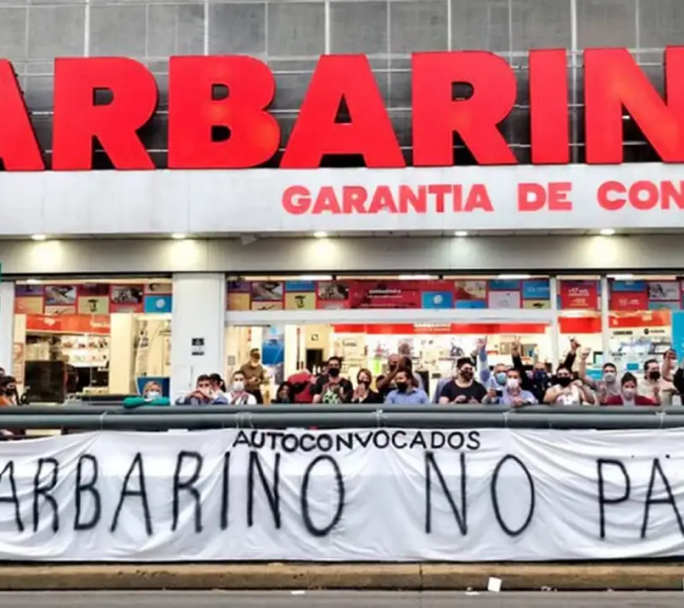 ARBARIN
GARANTIA DE CON
AUTOCONVOCADOS
ARBARINO NO PA